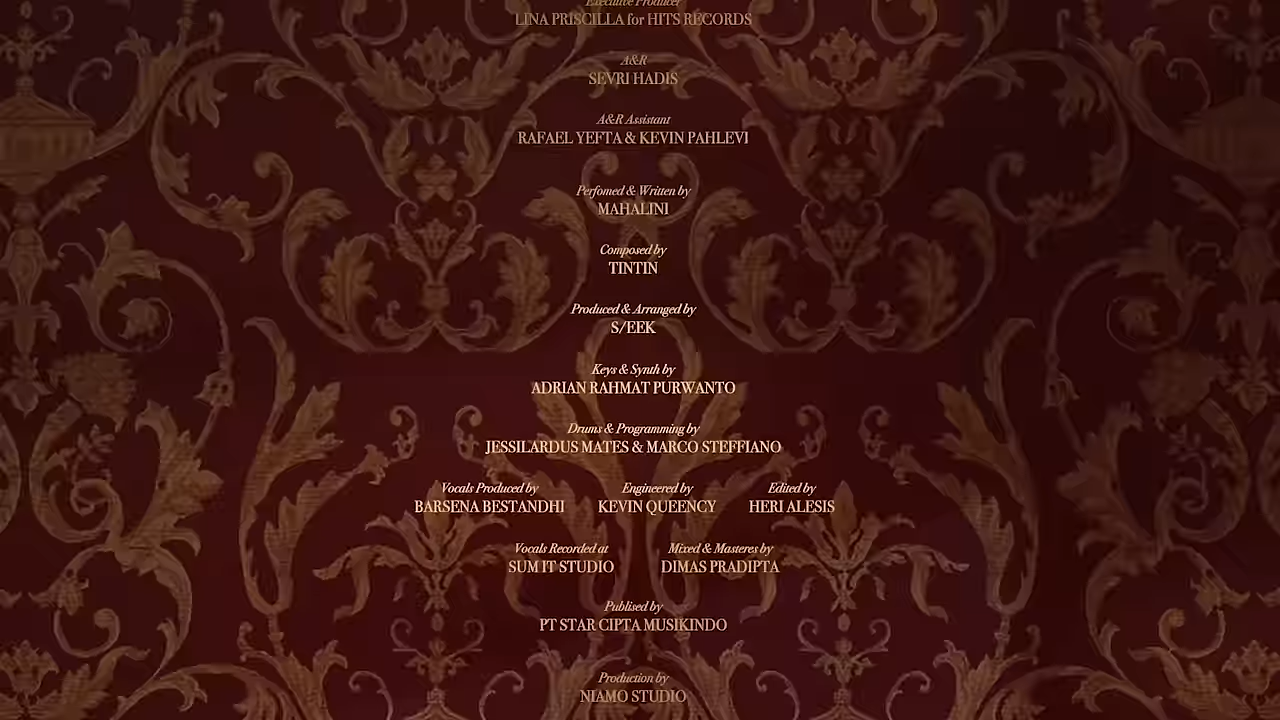 Executive Producer
LINA PRISCILLA for HITS RECORDS
A&R
SEVRI HADIS
A&R Assistant
RAFAEL YEFTA & KEVIN PAHLEVI
Perfomed & Written by
MAHALINI
Composed by
TINTIN
Produced & Arranged by
S/EEK
Keys & Synth by
ADRIAN RAHMAT PURWANTO
Drums & Programming by
JESSILARDUS MATES & MARCO STEFFIANO
Vocals Produced by Engineered by Edited by
BARSENA BESTANDHI KEVIN QUEENCY HERI ALESIS
Vocals Recorded at Mixed & Masteres by
SUM IT STUDIO DIMAS PRADIPTA
Publised by
PT STAR CIPTA MUSIKINDO
Production by
NIAMO STUDIO